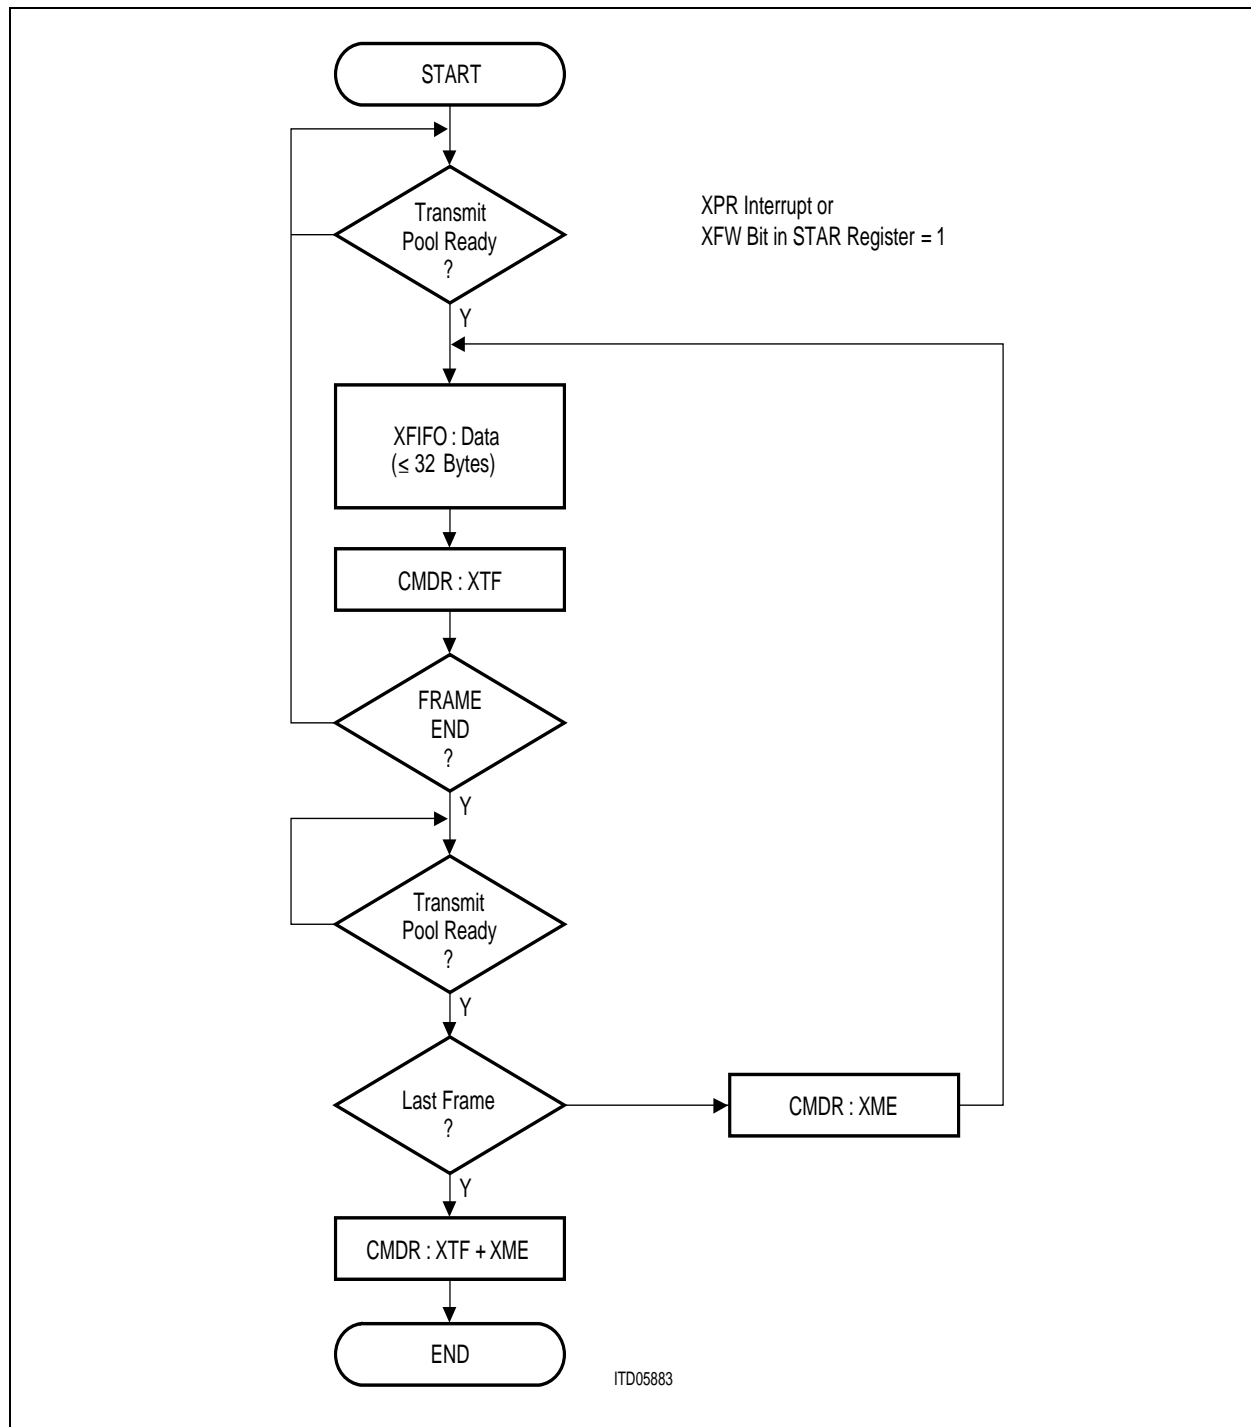 START
Transmit
Pool Ready
?
XPR Interrupt or
XFW Bit in STAR Register = 1
Y
XFIFO : Data
(≤ 32 Bytes)
CMDR : XTF
FRAME
END
?
Y
Transmit
Pool Ready
?
Y
Last Frame
?
CMDR : XME
Y
CMDR : XTF + XME
END
ITD05883